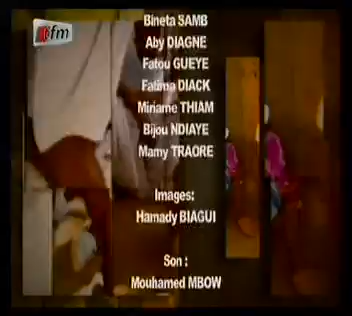 tfm
Bineta SAMB
Aby DIAGNE
Fatou GUEYE
Fatima DIACK
Miriame THIAM
Bijou NDIAYE
Mamy TRAORE
Images:
Hamady BIAGUI
Son :
Mouhamed MBOW